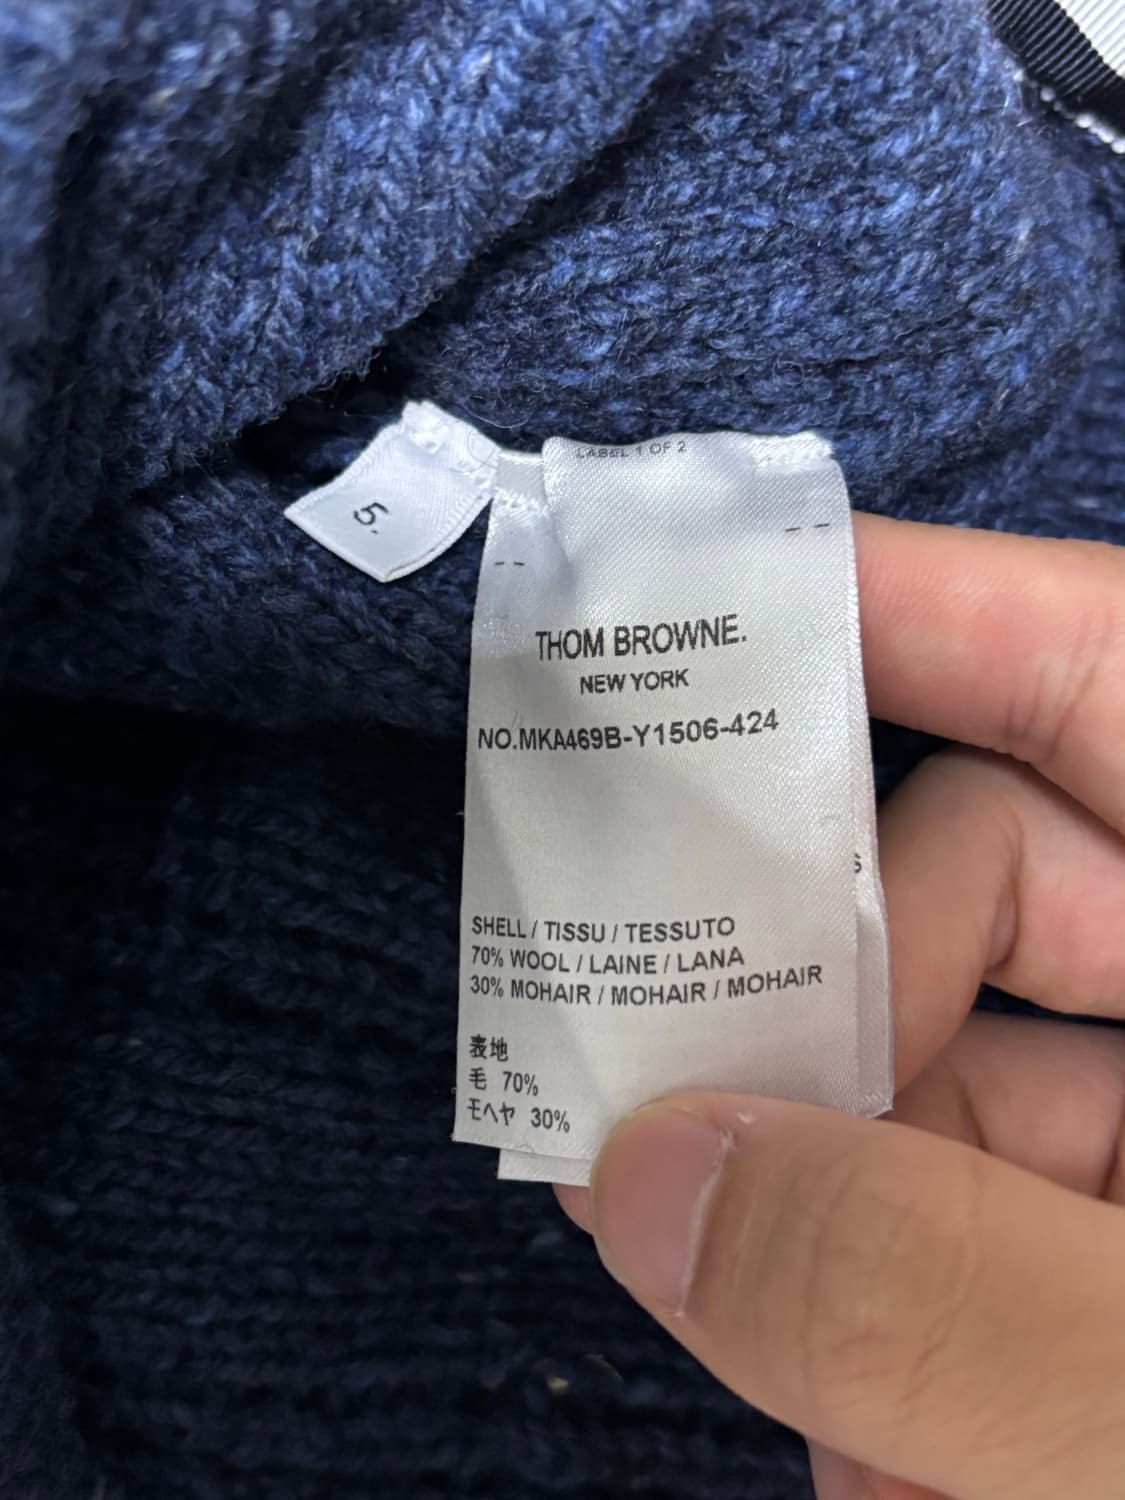 LABEL 1 OF 2
5.
THOM BROWNE.
NEW YORK
NO.MKA469B-Y1506-424
S
SHELL / TISSU / TESSUTO
70% WOOL / LAINE / LANA
30% MOHAIR / MOHAIR / MOHAIR
表地
毛 70%
モヘヤ 30%